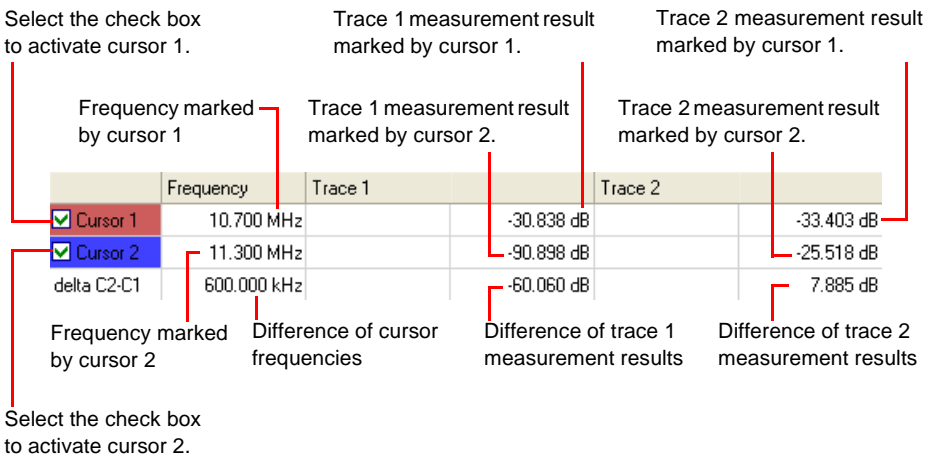 Select the check box
to activate cursor 1.
Trace 1 measurement result
marked by cursor 1.
Trace 2 measurement result
marked by cursor 1.
Frequency marked
by cursor 1
Trace 1 measurement result
marked by cursor 2.
Trace 2 measurement result
marked by cursor 2.
Frequency Trace 1 Trace 2
Cursor 1 10.700 MHz -30.838 dB -33.403 dB
Cursor 2 11.300 MHz -90.898 dB -25.518 dB
delta C2-C1 600.000 kHz -60.060 dB 7.885 dB
Frequency marked
by cursor 2
Difference of cursor
frequencies
Difference of trace 1
measurement results
Difference of trace 2
measurement results
Select the check box
to activate cursor 2.